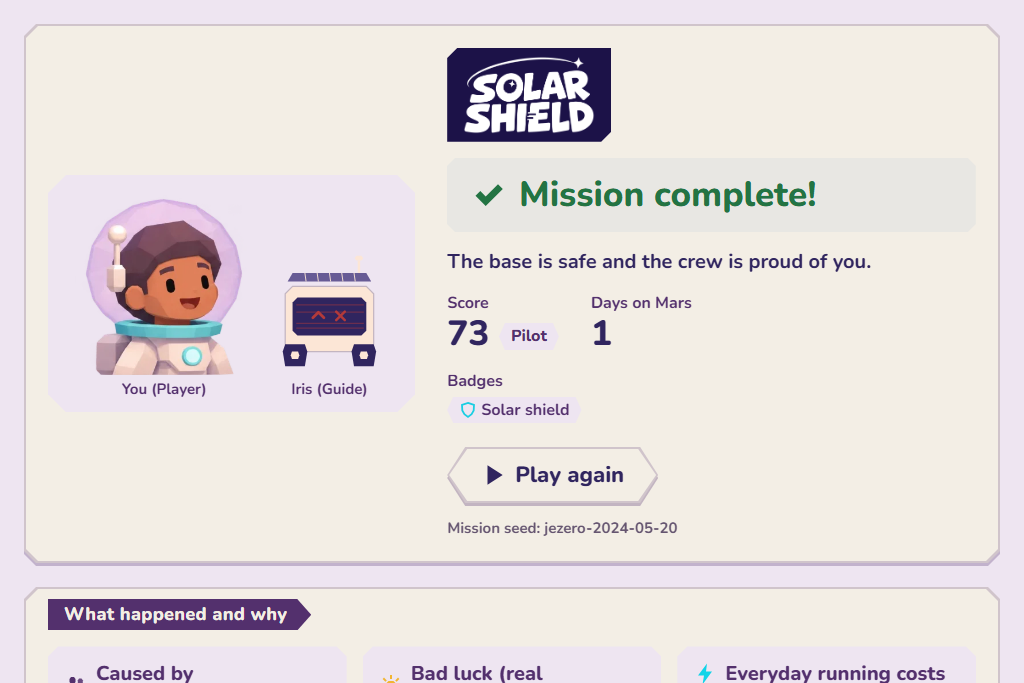 SOLAR
SHIELD
Mission complete!
The base is safe and the crew is proud of you.
Score
73 Pilot
Days on Mars
1
Badges
Solar shield
Play again
Mission seed: jezero-2024-05-20
You (Player)
Iris (Guide)
What happened and why
Caused by
Bad luck (real
Everyday running costs